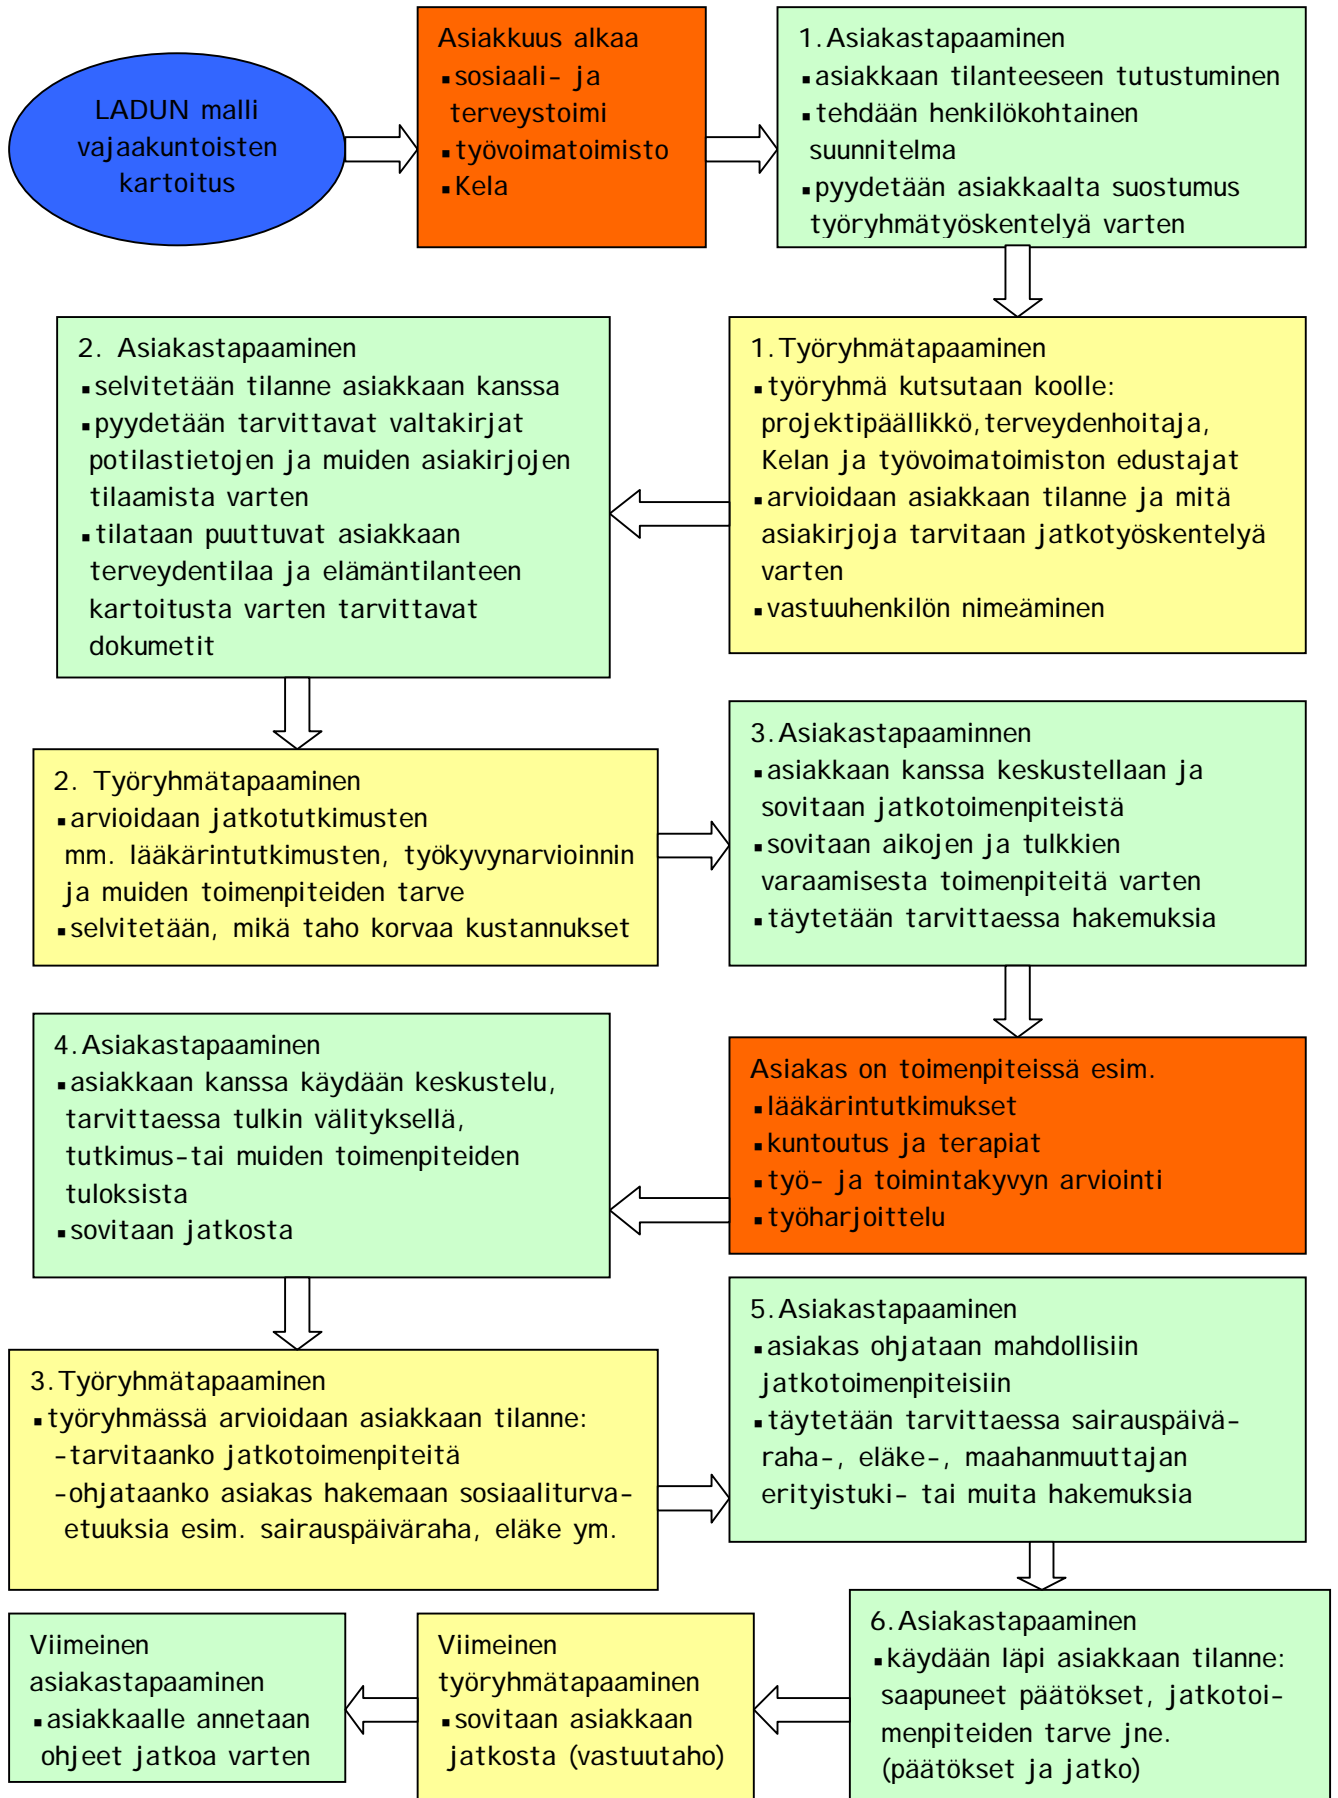 LADUN malli
vajaakuntoisten
kartoitus
Asiakkuus alkaa
▪sosiaali- ja
terveystoimi
▪työvoimatoimisto
▪Kela
1.Asiakastapaaminen
▪asiakkaan tilanteeseen tutustuminen
▪tehdään henkilökohtainen
suunnitelma
▪pyydetään asiakkaalta suostumus
työryhmätyöskentelyä varten
1.Työryhmätapaaminen
▪työryhmä kutsutaan koolle:
projektipäällikkö,terveydenhoitaja,
Kelan ja työvoimatoimiston edustajat
▪arvioidaan asiakkaan tilanne ja mitä
asiakirjoja tarvitaan jatkotyöskentelyä
varten
▪vastuuhenkilön nimeäminen
2. Asiakastapaaminen
▪selvitetään tilanne asiakkaan kanssa
▪pyydetään tarvittavat valtakirjat
potilastietojen ja muiden asiakirjojen
tilaamista varten
▪tilataan puuttuvat asiakkaan
terveydentilaa ja elämäntilanteen
kartoitusta varten tarvittavat
dokumetit
2. Työryhmätapaaminen
▪arvioidaan jatkotutkimusten
mm. lääkärintutkimusten, työkyvynarvioinnin
ja muiden toimenpiteiden tarve
▪selvitetään, mikä taho korvaa kustannukset
3.Asiakastapaaminnen
▪asiakkaan kanssa keskustellaan ja
sovitaan jatkotoimenpiteistä
▪sovitaan aikojen ja tulkkien
varaamisesta toimenpiteitä varten
▪täytetään tarvittaessa hakemuksia
Asiakas on toimenpiteissä esim.
▪lääkärintutkimukset
▪kuntoutus ja terapiat
▪työ- ja toimintakyvyn arviointi
▪työharjoittelu
4.Asiakastapaaminen
▪asiakkaan kanssa käydään keskustelu,
tarvittaessa tulkin välityksellä,
tutkimus-tai muiden toimenpiteiden
tuloksista
▪sovitaan jatkosta
3.Työryhmätapaaminen
▪työryhmässä arvioidaan asiakkaan tilanne:
-tarvitaanko jatkotoimenpiteitä
-ohjataanko asiakas hakemaan sosiaaliturva-
etuuksia esim. sairauspäiväraha, eläke ym.
5.Asiakastapaaminen
▪asiakas ohjataan mahdollisiin
jatkotoimenpiteisiin
▪täytetään tarvittaessa sairauspäivä-
raha-, eläke-, maahanmuuttajan
erityistuki- tai muita hakemuksia
6.Asiakastapaaminen
▪käydään läpi asiakkaan tilanne:
saapuneet päätökset, jatkotoi-
menpiteiden tarve jne.
(päätökset ja jatko)
Viimeinen
työryhmätapaaminen
▪sovitaan asiakkaan
jatkosta (vastuutaho)
Viimeinen
asiakastapaaminen
▪asiakkaalle annetaan
ohjeet jatkoa varten